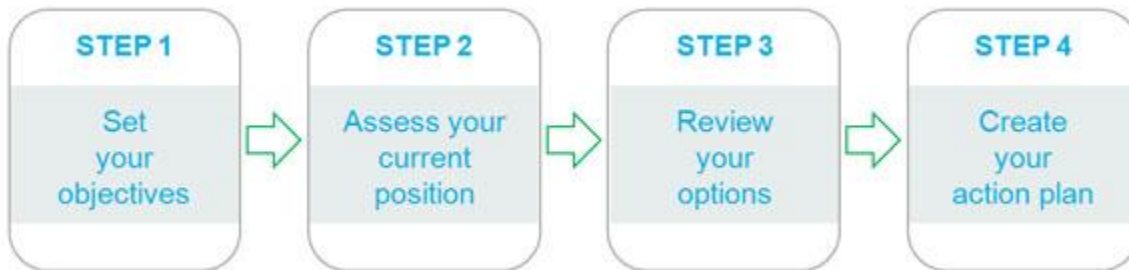 STEP 1
Set
your
objectives
STEP 2
Assess your
current
position
STEP 3
Review
your
options
STEP 4
Create
your
action plan